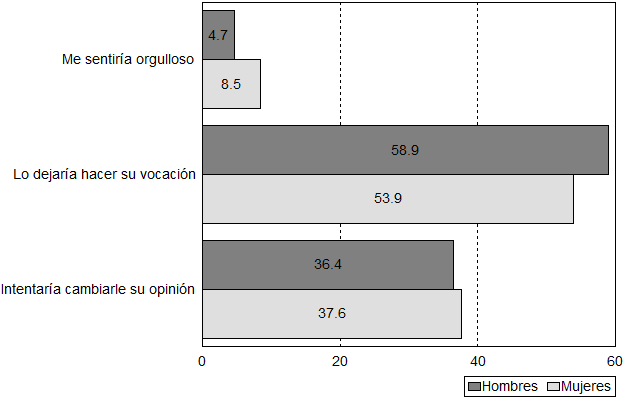 Me sentiría orgulloso
4.7
8.5
Lo dejaría hacer su vocación
58.9
53.9
Intentaría cambiarle su opinión
36.4
37.6
0 20 40 60
Hombres Mujeres